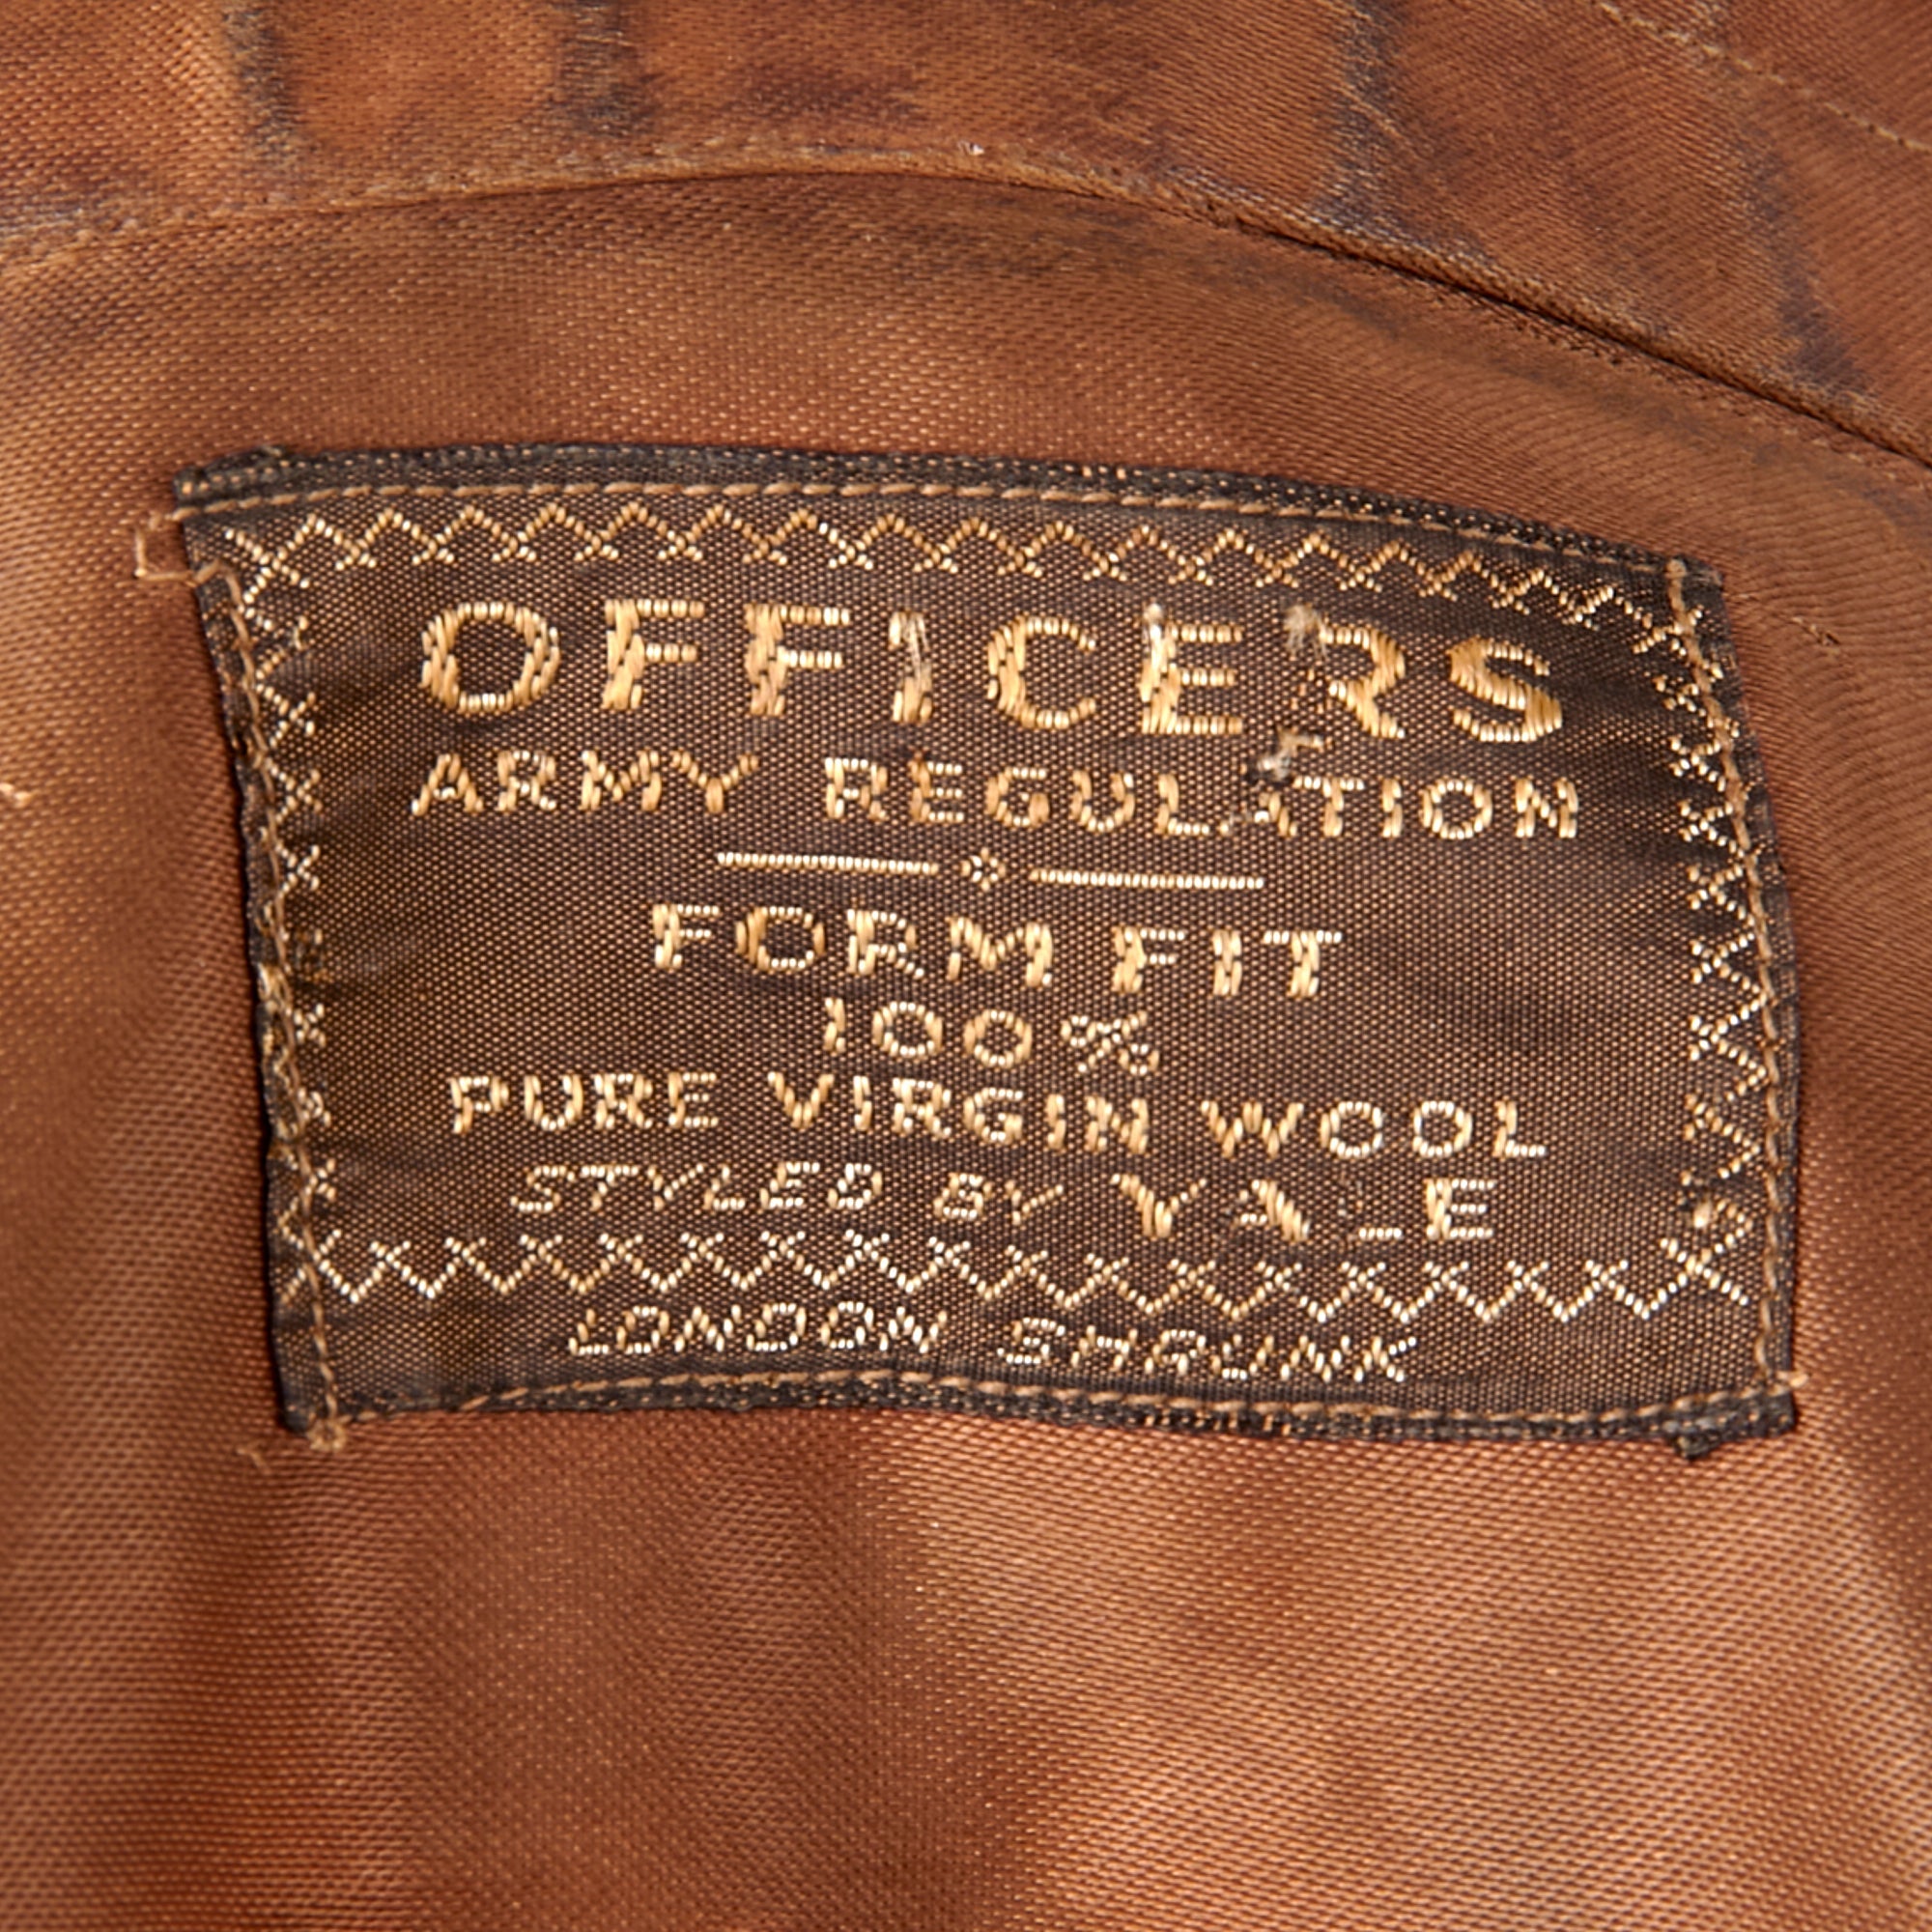 OFFICERS
ARMY REGULATION
FORM FIT
100%
PURE VIRGIN WOOL
STYLED BY YALE
LONDON SHRUNK